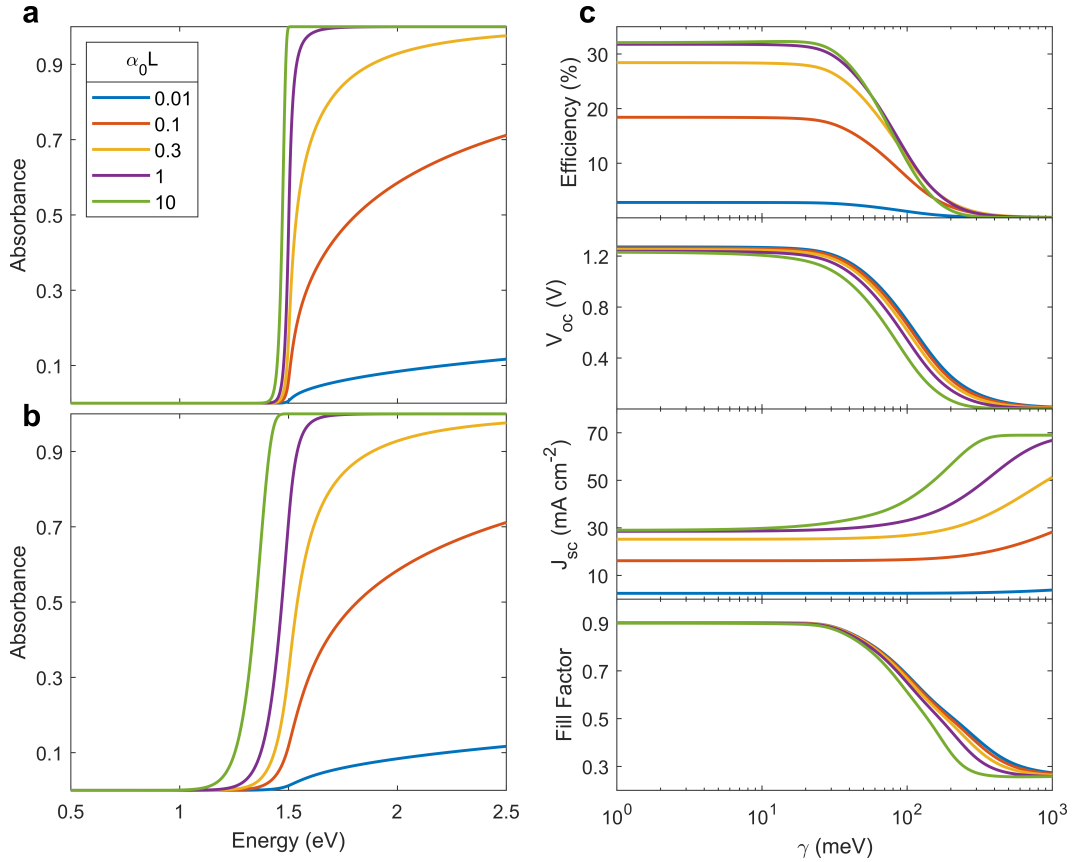 a
α₀L
0.01
0.1
0.3
1
10
0.9
0.7
0.5
0.3
0.1
Absorbance
b
0.9
0.7
0.5
0.3
0.1
Absorbance
0.5 1 1.5 2 2.5
Energy (eV)
c
30
20
10
Efficiency (%)
1.2
0.8
0.4
V_oc (V)
70
50
30
10
J_sc (mA cm⁻²)
0.9
0.7
0.5
0.3
Fill Factor
10⁰ 10¹ 10² 10³
γ (meV)